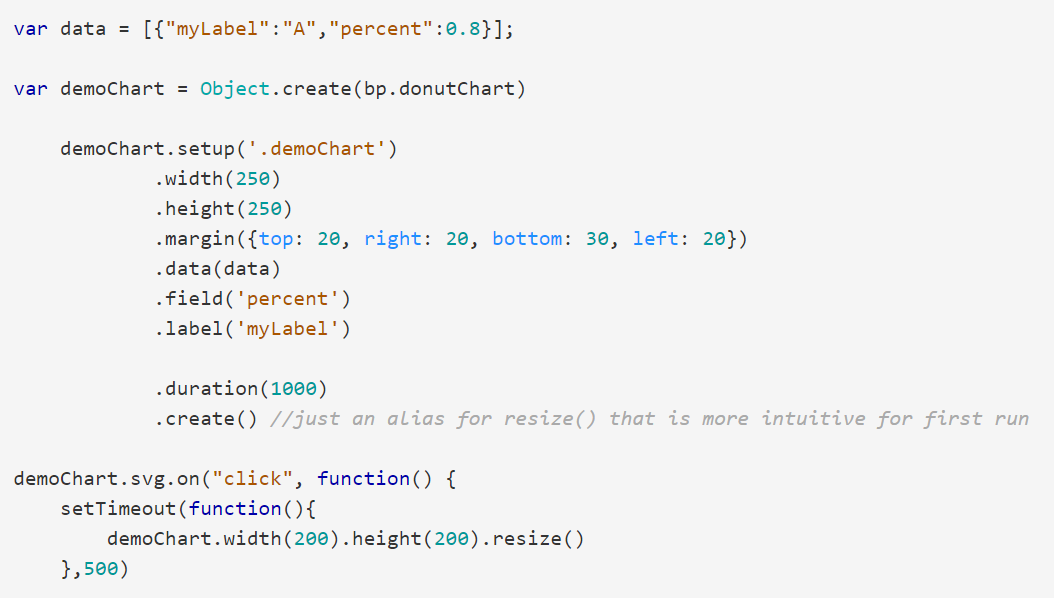 var data = [{"myLabel":"A","percent":0.8}];
var demoChart = Object.create(bp.donutChart)
demoChart.setup('.demoChart')
.width(250)
.height(250)
.margin({top: 20, right: 20, bottom: 30, left: 20})
.data(data)
.field('percent')
.label('myLabel')
.duration(1000)
.create() //just an alias for resize() that is more intuitive for first run
demoChart.svg.on("click", function() {
setTimeout(function(){
demoChart.width(200).height(200).resize()
},500)